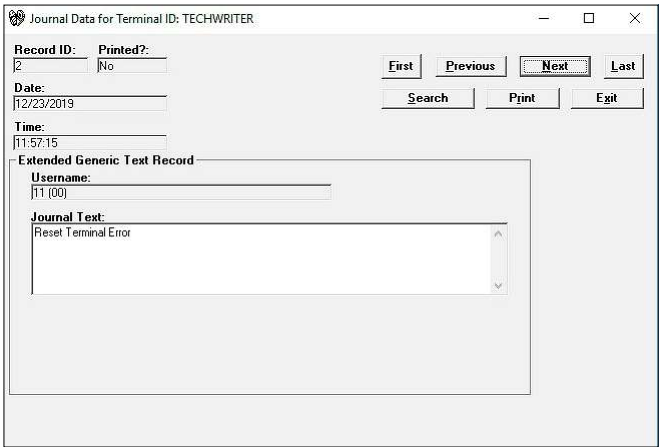 Journal Data for Terminal ID: TECHWRITER
Record ID: Printed?:
2 No
First Previous Next Last
Date:
12/23/2019
Search Print Exit
Time:
11:57:15
Extended Generic Text Record
Username:
11 (00)
Journal Text:
Reset Terminal Error